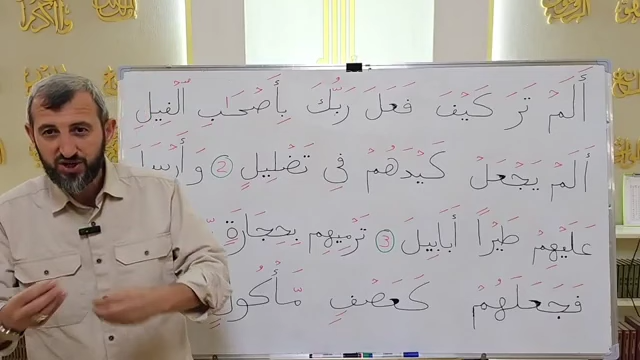 أَلَمْ تَرَ كَيْفَ فَعَلَ رَبُّكَ بِأَصْحَابِ الْفِيلِ
أَلَمْ يَجْعَلْ كَيْدَهُمْ فِى تَضْلِيلٍ 2 وَأَرْسَلَ
عَلَيْهِمْ طَيْرًا أَبَابِيلَ 3 تَرْمِيهِمْ بِحِجَارَةٍ
فَجَعَلَهُمْ كَعَصْفٍ مَّأْكُولٍ